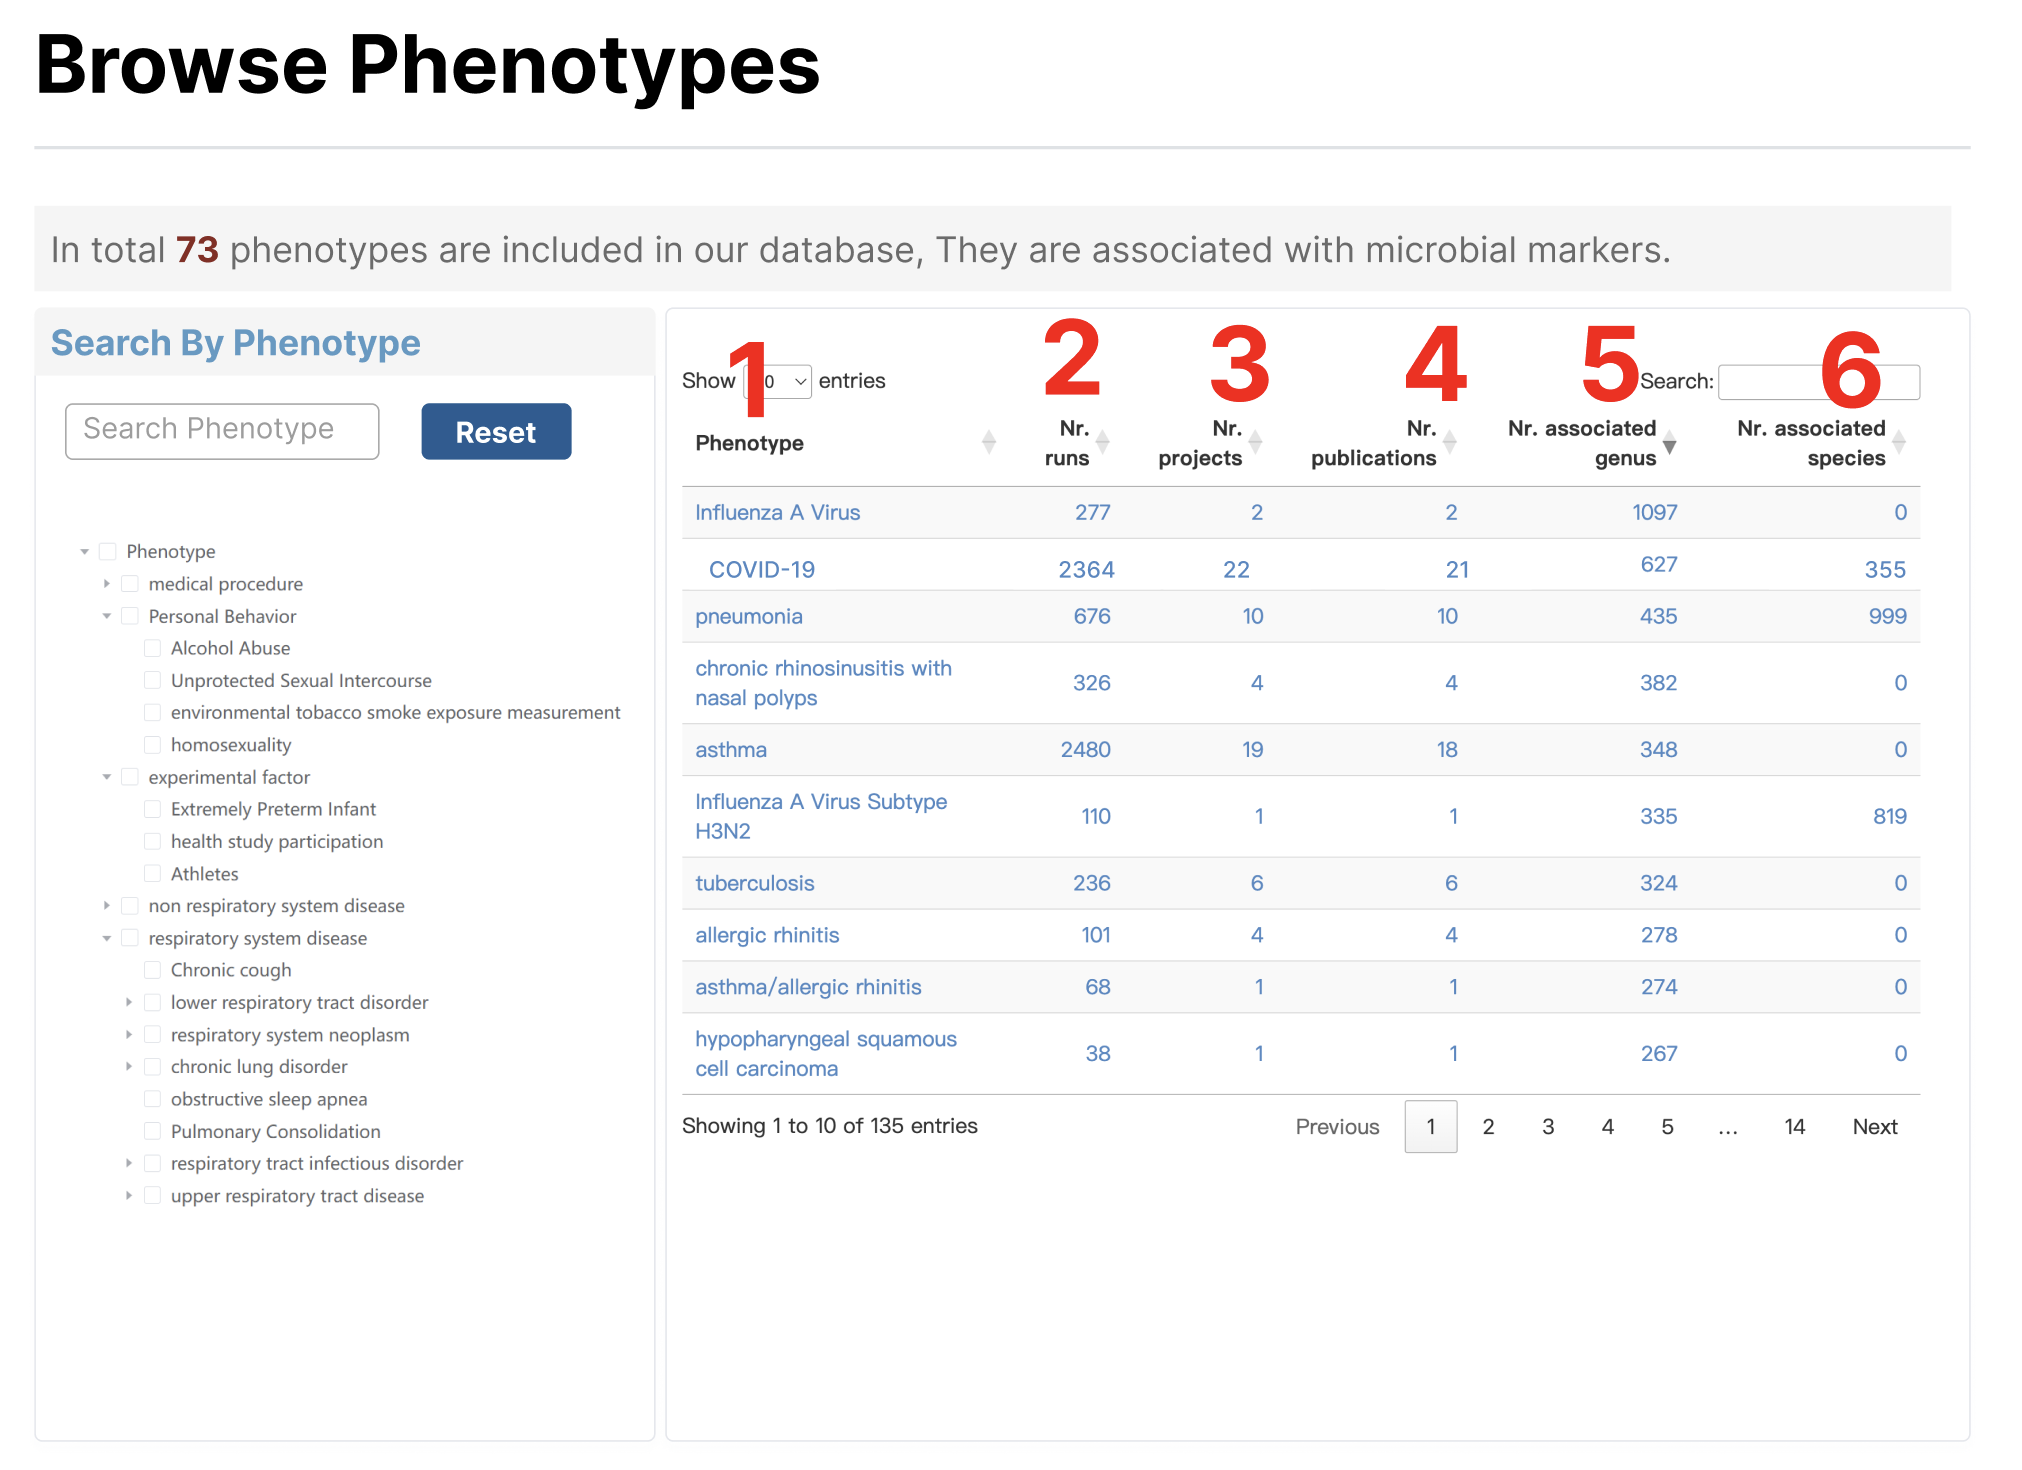 Browse Phenotypes
In total 73 phenotypes are included in our database, They are associated with microbial markers.
Search By Phenotype
Search Phenotype
Reset
Phenotype
medical procedure
Personal Behavior
Alcohol Abuse
Unprotected Sexual Intercourse
environmental tobacco smoke exposure measurement
homosexuality
experimental factor
Extremely Preterm Infant
health study participation
Athletes
non respiratory system disease
respiratory system disease
Chronic cough
lower respiratory tract disorder
respiratory system neoplasm
chronic lung disorder
obstructive sleep apnea
Pulmonary Consolidation
respiratory tract infectious disorder
upper respiratory tract disease
1 2 3 4 5 6
Show 0 entries Search:
Phenotype Nr. runs Nr. projects Nr. publications Nr. associated genus Nr. associated species
Influenza A Virus 277 2 2 1097 0
COVID-19 2364 22 21 627 355
pneumonia 676 10 10 435 999
chronic rhinosinusitis with
nasal polyps 326 4 4 382 0
asthma 2480 19 18 348 0
Influenza A Virus Subtype
H3N2 110 1 1 335 819
tuberculosis 236 6 6 324 0
allergic rhinitis 101 4 4 278 0
asthma/allergic rhinitis 68 1 1 274 0
hypopharyngeal squamous
cell carcinoma 38 1 1 267 0
Showing 1 to 10 of 135 entries
Previous 1 2 3 4 5 ... 14 Next